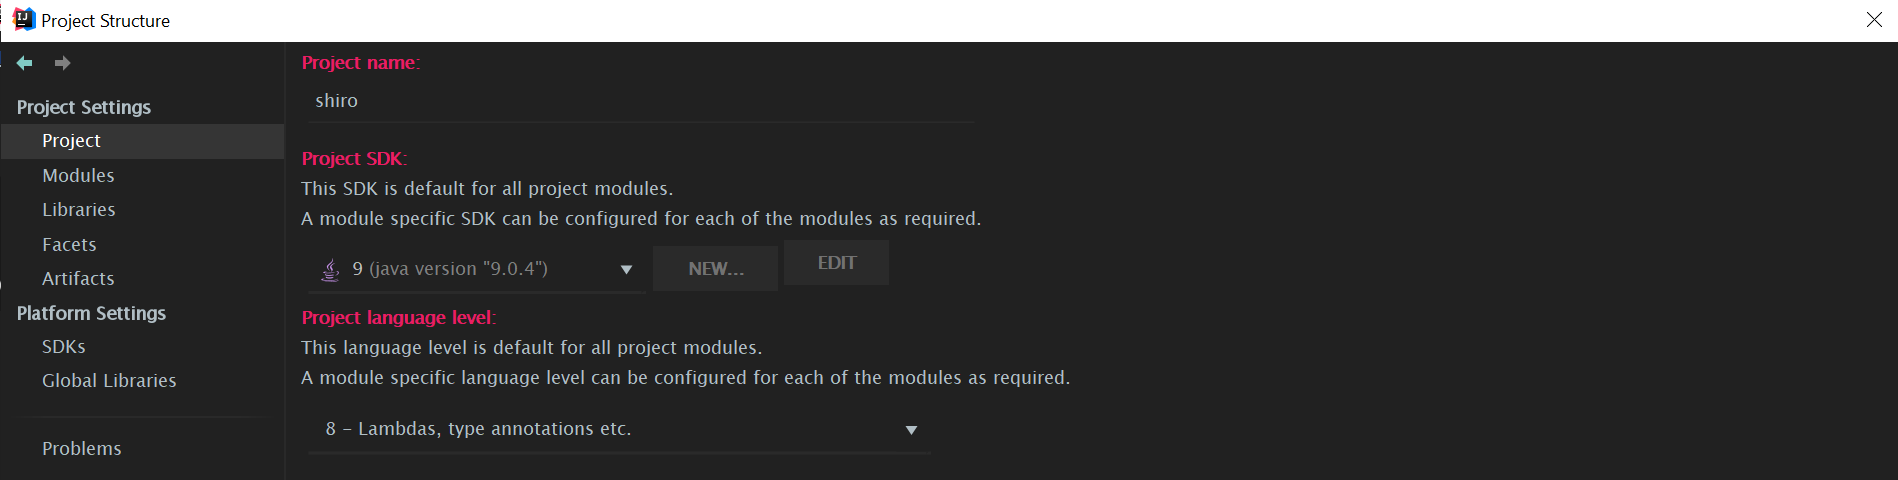 Project Structure
Project Settings
Project
Modules
Libraries
Facets
Artifacts
Platform Settings
SDKs
Global Libraries
Problems
Project name:
shiro
Project SDK:
This SDK is default for all project modules.
A module specific SDK can be configured for each of the modules as required.
9 (java version "9.0.4")
NEW...
EDIT
Project language level:
This language level is default for all project modules.
A module specific language level can be configured for each of the modules as required.
8 - Lambdas, type annotations etc.